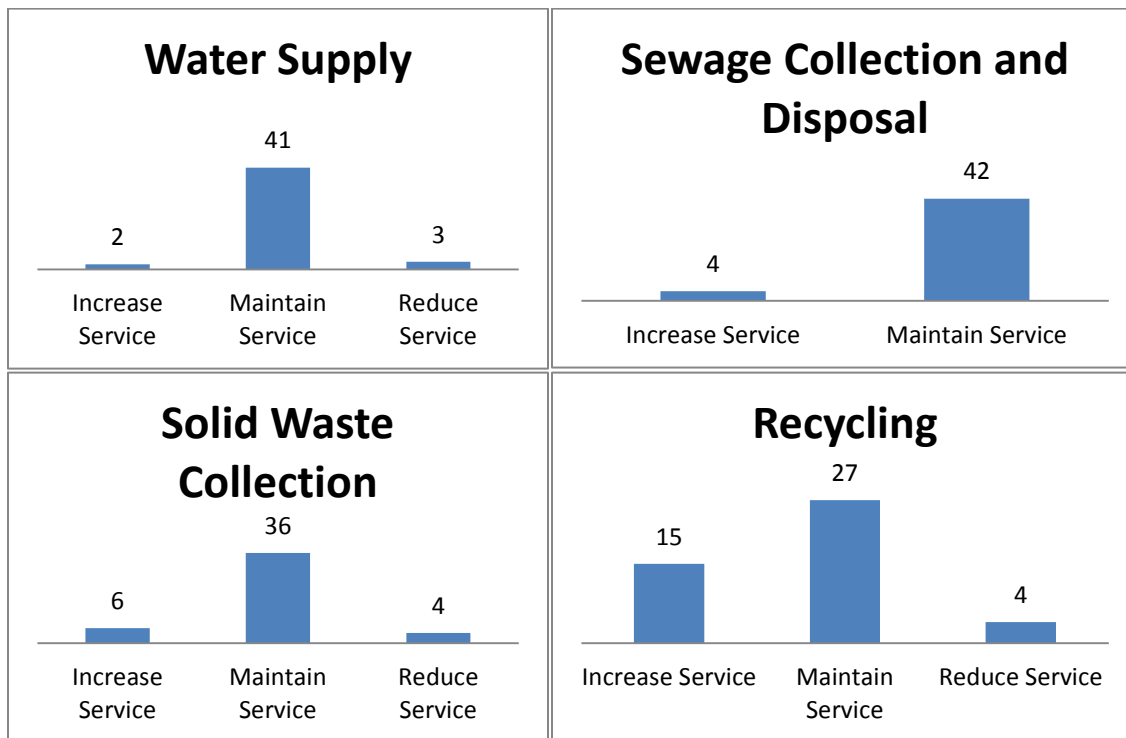 Water Supply
41
2
3
Increase Service
Maintain Service
Reduce Service
Sewage Collection and
Disposal
42
4
Increase Service
Maintain Service
Solid Waste
Collection
36
6
4
Increase Service
Maintain Service
Reduce Service
Recycling
27
15
4
Increase Service
Maintain Service
Reduce Service